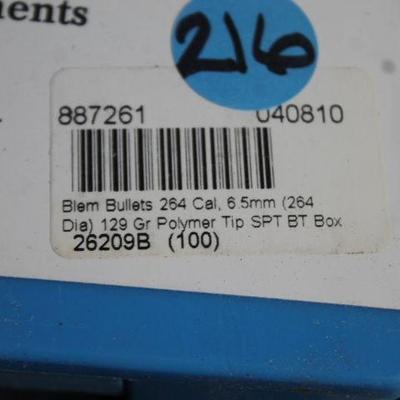 ents
216
887261 040810
Blem Bullets 264 Cal, 6.5mm (264
Dia) 129 Gr Polymer Tip SPT BT Box
26209B (100)